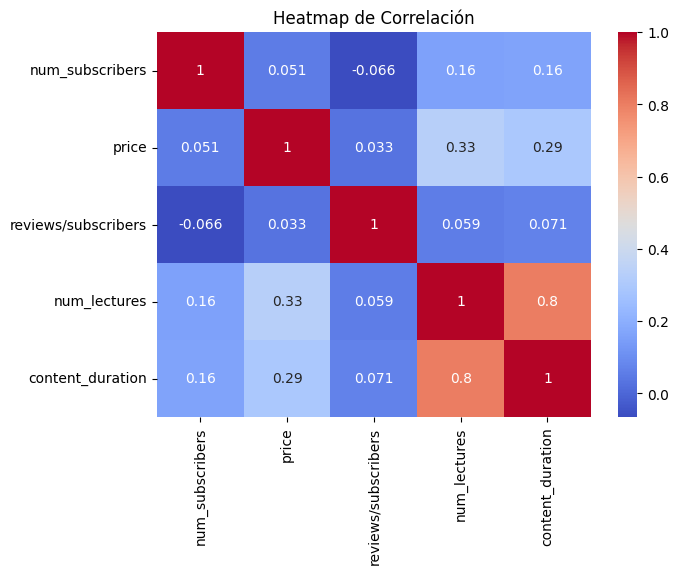 Heatmap de Correlación
num_subscribers 1 0.051 -0.066 0.16 0.16
price 0.051 1 0.033 0.33 0.29
reviews/subscribers -0.066 0.033 1 0.059 0.071
num_lectures 0.16 0.33 0.059 1 0.8
content_duration 0.16 0.29 0.071 0.8 1
num_subscribers
price
reviews/subscribers
num_lectures
content_duration
1.0
0.8
0.6
0.4
0.2
0.0